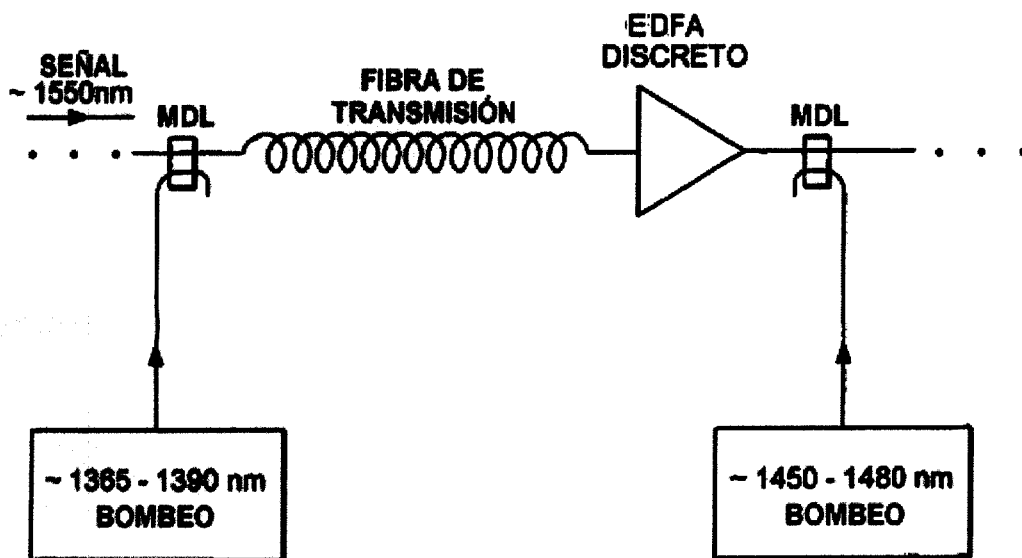 SEÑAL
~ 1550nm
MDL
FIBRA DE
TRANSMISIÓN
EDFA
DISCRETO
MDL
~ 1365 - 1390 nm
BOMBEO
~ 1450 - 1480 nm
BOMBEO